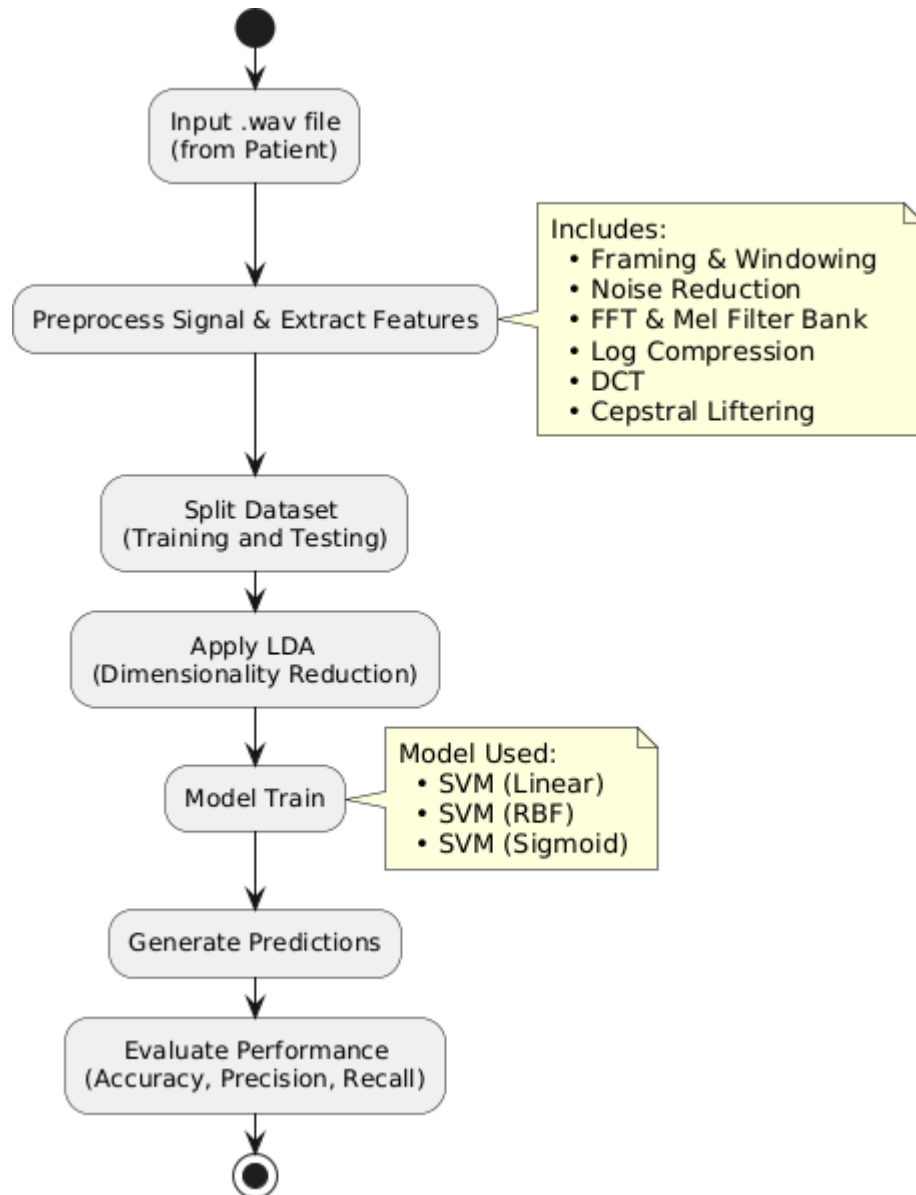 Input .wav file
(from Patient)
Preprocess Signal & Extract Features
Includes:
• Framing & Windowing
• Noise Reduction
• FFT & Mel Filter Bank
• Log Compression
• DCT
• Cepstral Liftering
Split Dataset
(Training and Testing)
Apply LDA
(Dimensionality Reduction)
Model Train
Model Used:
• SVM (Linear)
• SVM (RBF)
• SVM (Sigmoid)
Generate Predictions
Evaluate Performance
(Accuracy, Precision, Recall)